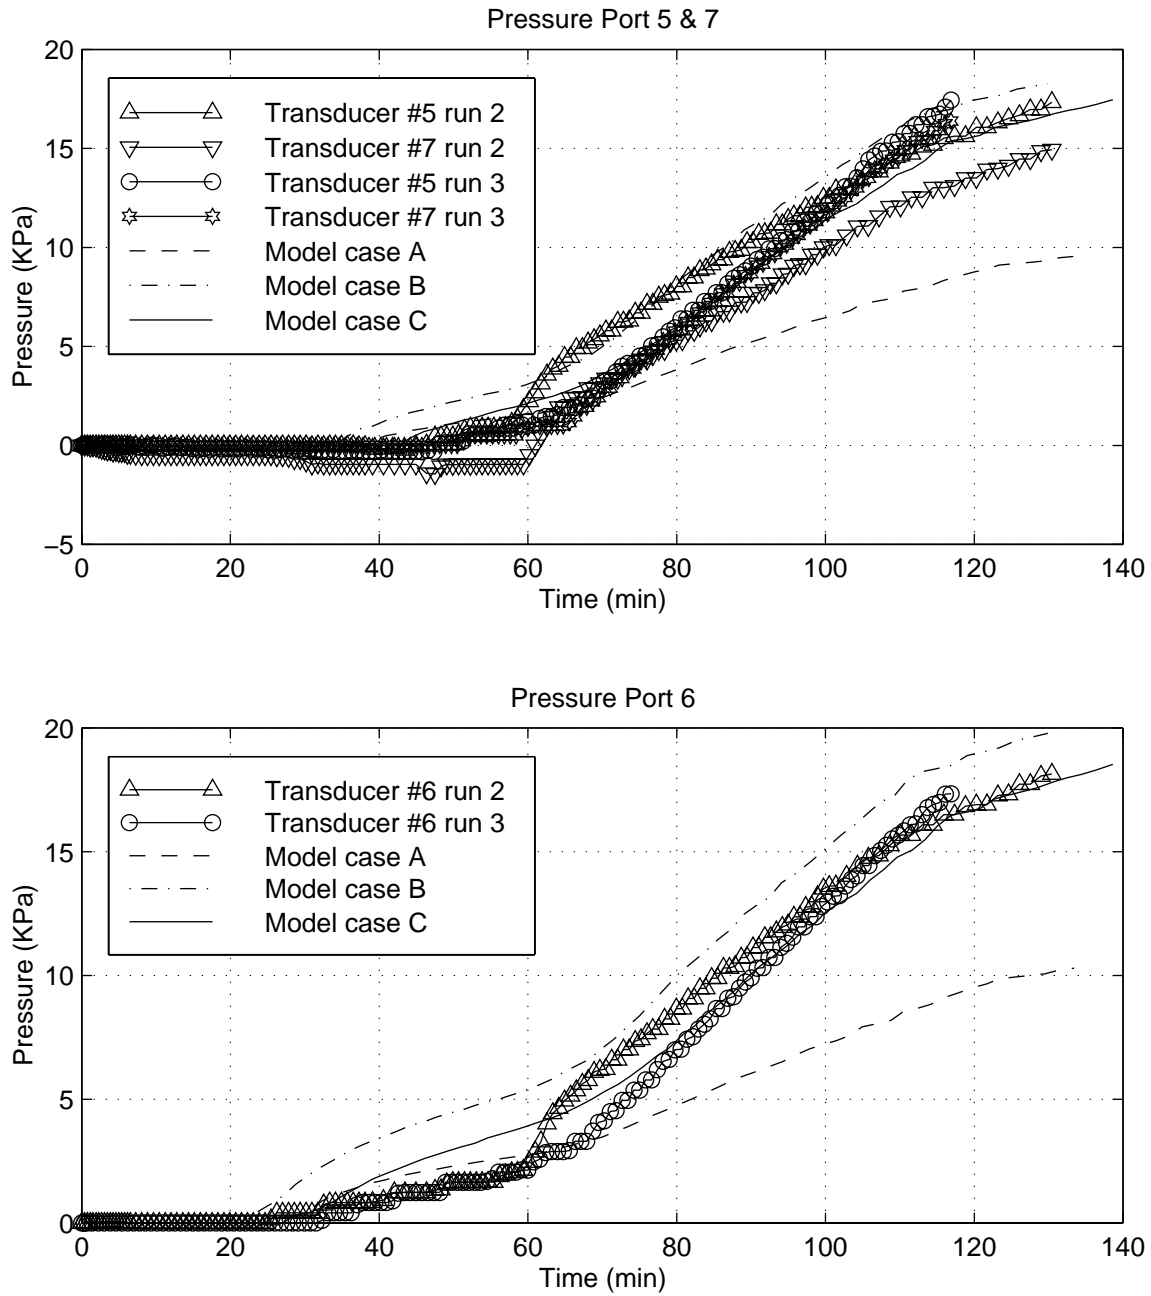 Pressure Port 5 & 7
20
15
10
5
0
−5
Pressure (KPa)
Transducer #5 run 2
Transducer #7 run 2
Transducer #5 run 3
Transducer #7 run 3
Model case A
Model case B
Model case C
0 20 40 60 80 100 120 140
Time (min)
Pressure Port 6
20
15
10
5
0
Pressure (KPa)
Transducer #6 run 2
Transducer #6 run 3
Model case A
Model case B
Model case C
0 20 40 60 80 100 120 140
Time (min)